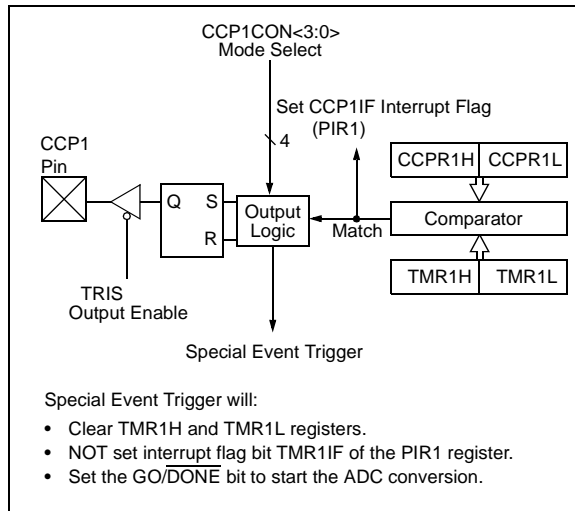 CCP1CON<3:0>
Mode Select
Set CCP1IF Interrupt Flag
(PIR1)
4
CCP1
Pin
CCPR1H CCPR1L
Q S
R
Output
Logic
Match
Comparator
TRIS
Output Enable
TMR1H TMR1L
Special Event Trigger
Special Event Trigger will:
• Clear TMR1H and TMR1L registers.
• NOT set interrupt flag bit TMR1IF of the PIR1 register.
• Set the GO/DONE bit to start the ADC conversion.